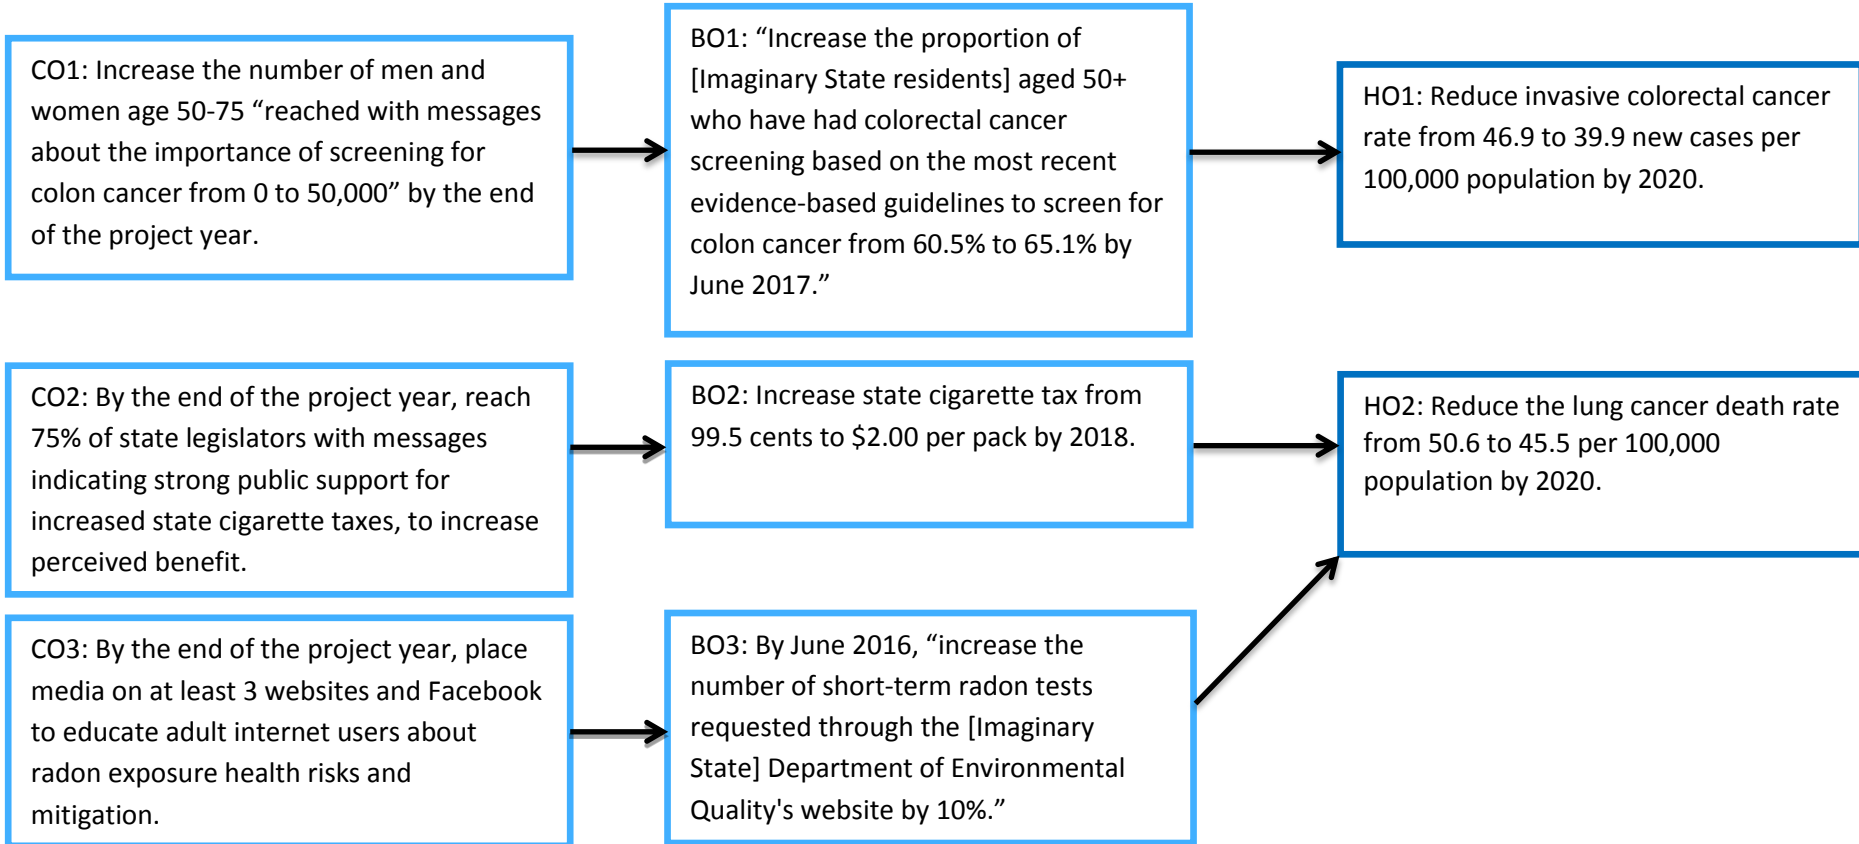 CO1: Increase the number of men and
women age 50-75 “reached with messages
about the importance of screening for
colon cancer from 0 to 50,000” by the end
of the project year.
BO1: “Increase the proportion of
[Imaginary State residents] aged 50+
who have had colorectal cancer
screening based on the most recent
evidence-based guidelines to screen for
colon cancer from 60.5% to 65.1% by
June 2017.”
HO1: Reduce invasive colorectal cancer
rate from 46.9 to 39.9 new cases per
100,000 population by 2020.
CO2: By the end of the project year, reach
75% of state legislators with messages
indicating strong public support for
increased state cigarette taxes, to increase
perceived benefit.
BO2: Increase state cigarette tax from
99.5 cents to $2.00 per pack by 2018.
HO2: Reduce the lung cancer death rate
from 50.6 to 45.5 per 100,000
population by 2020.
CO3: By the end of the project year, place
media on at least 3 websites and Facebook
to educate adult internet users about
radon exposure health risks and
mitigation.
BO3: By June 2016, “increase the
number of short-term radon tests
requested through the [Imaginary
State] Department of Environmental
Quality's website by 10%.”